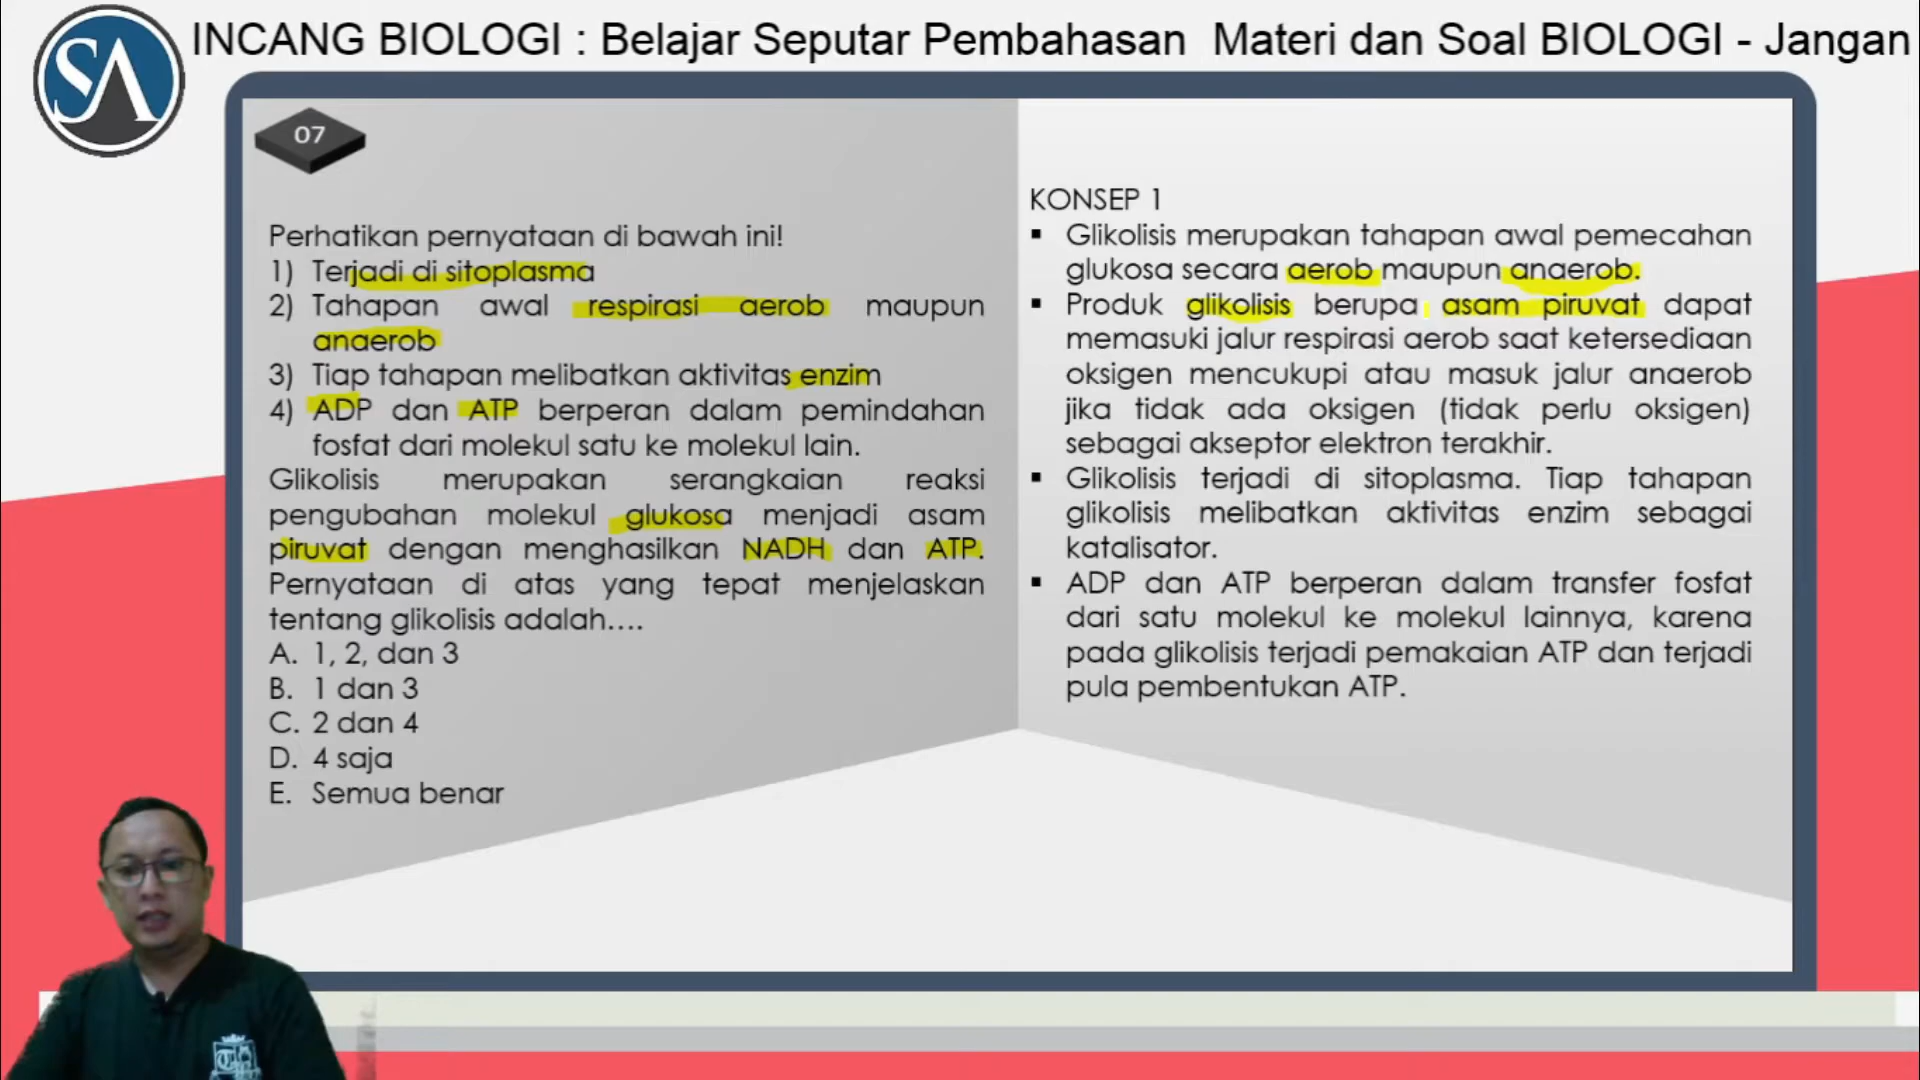 SA
INCANG BIOLOGI : Belajar Seputar Pembahasan Materi dan Soal BIOLOGI - Jangan
07
Perhatikan pernyataan di bawah ini!
1) Terjadi di sitoplasma
2) Tahapan awal respirasi aerob maupun
anaerob
3) Tiap tahapan melibatkan aktivitas enzim
4) ADP dan ATP berperan dalam pemindahan
fosfat dari molekul satu ke molekul lain.
Glikolisis merupakan serangkaian reaksi
pengubahan molekul glukosa menjadi asam
piruvat dengan menghasilkan NADH dan ATP.
Pernyataan di atas yang tepat menjelaskan
tentang glikolisis adalah....
A. 1, 2, dan 3
B. 1 dan 3
C. 2 dan 4
D. 4 saja
E. Semua benar
KONSEP 1
▪ Glikolisis merupakan tahapan awal pemecahan
glukosa secara aerob maupun anaerob.
▪ Produk glikolisis berupa asam piruvat dapat
memasuki jalur respirasi aerob saat ketersediaan
oksigen mencukupi atau masuk jalur anaerob
jika tidak ada oksigen (tidak perlu oksigen)
sebagai akseptor elektron terakhir.
▪ Glikolisis terjadi di sitoplasma. Tiap tahapan
glikolisis melibatkan aktivitas enzim sebagai
katalisator.
▪ ADP dan ATP berperan dalam transfer fosfat
dari satu molekul ke molekul lainnya, karena
pada glikolisis terjadi pemakaian ATP dan terjadi
pula pembentukan ATP.